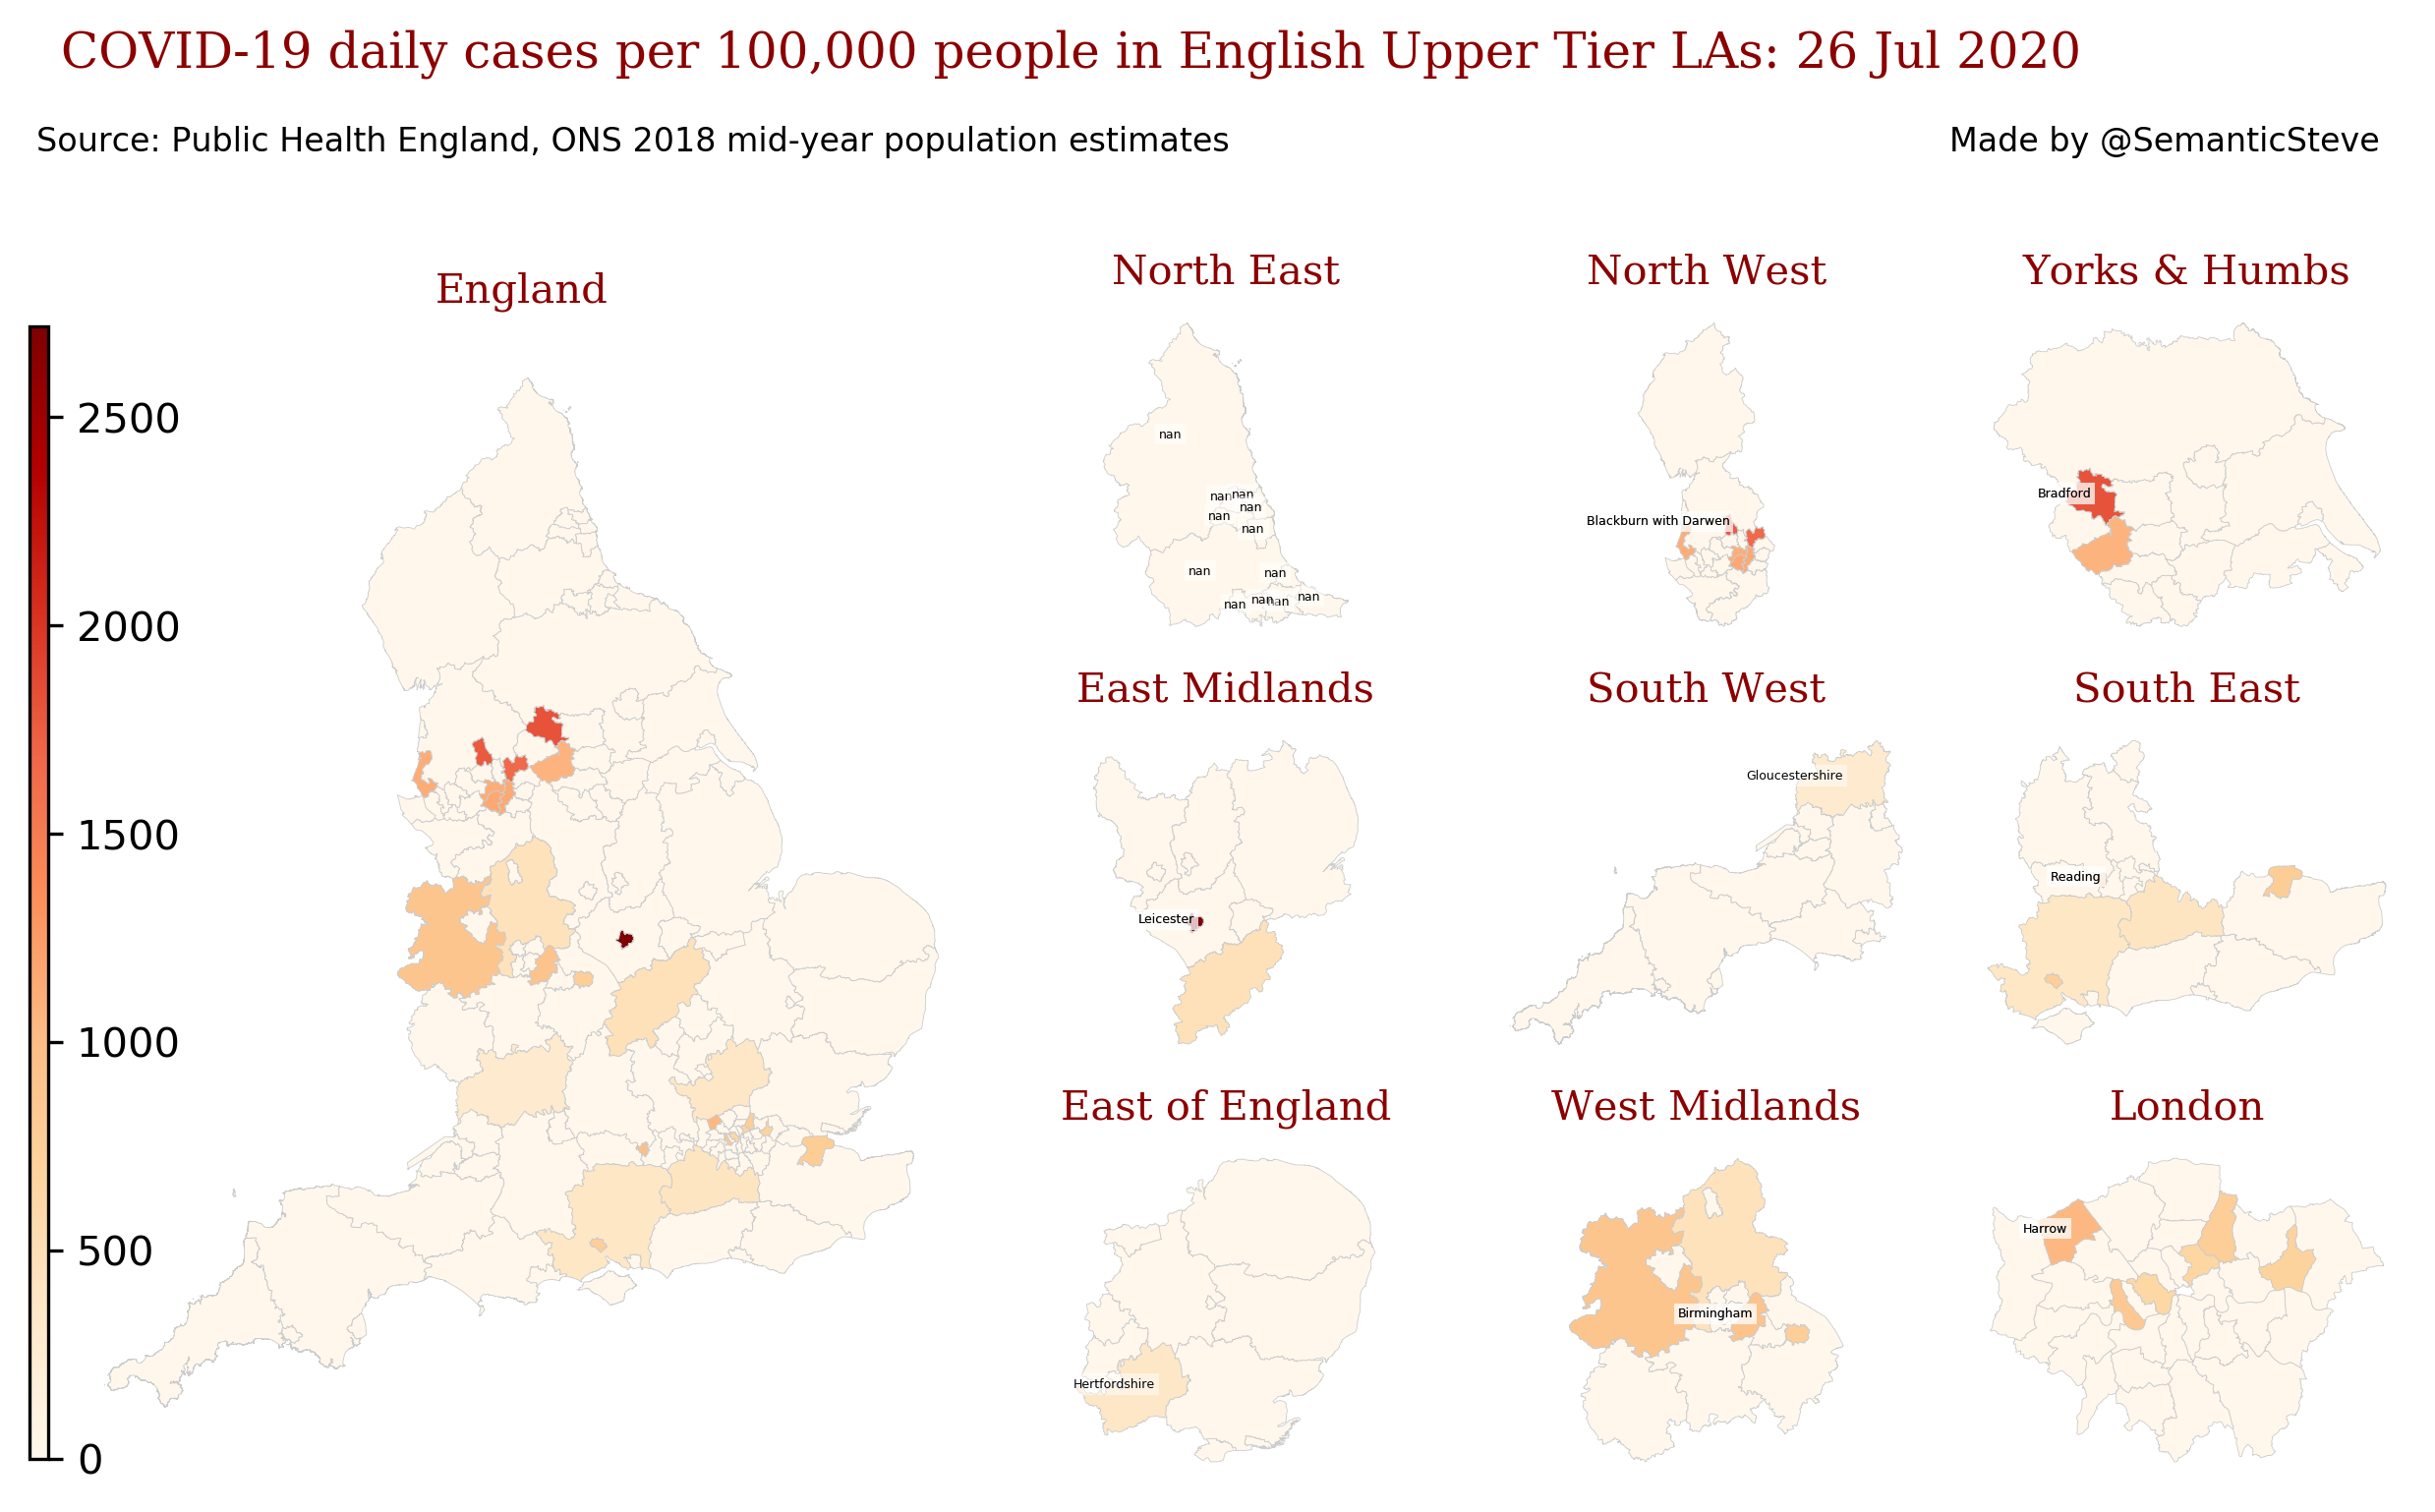 COVID-19 daily cases per 100,000 people in English Upper Tier LAs: 26 Jul 2020
Source: Public Health England, ONS 2018 mid-year population estimates
Made by @SemanticSteve
England
2500
2000
1500
1000
500
0
North East
nan
nan
nan
nan
nan
nan
nan
nan
nan
nan
nan
nan
North West
Blackburn with Darwen
Yorks & Humbs
Bradford
East Midlands
Leicester
South West
Gloucestershire
South East
Reading
East of England
Hertfordshire
West Midlands
Birmingham
London
Harrow